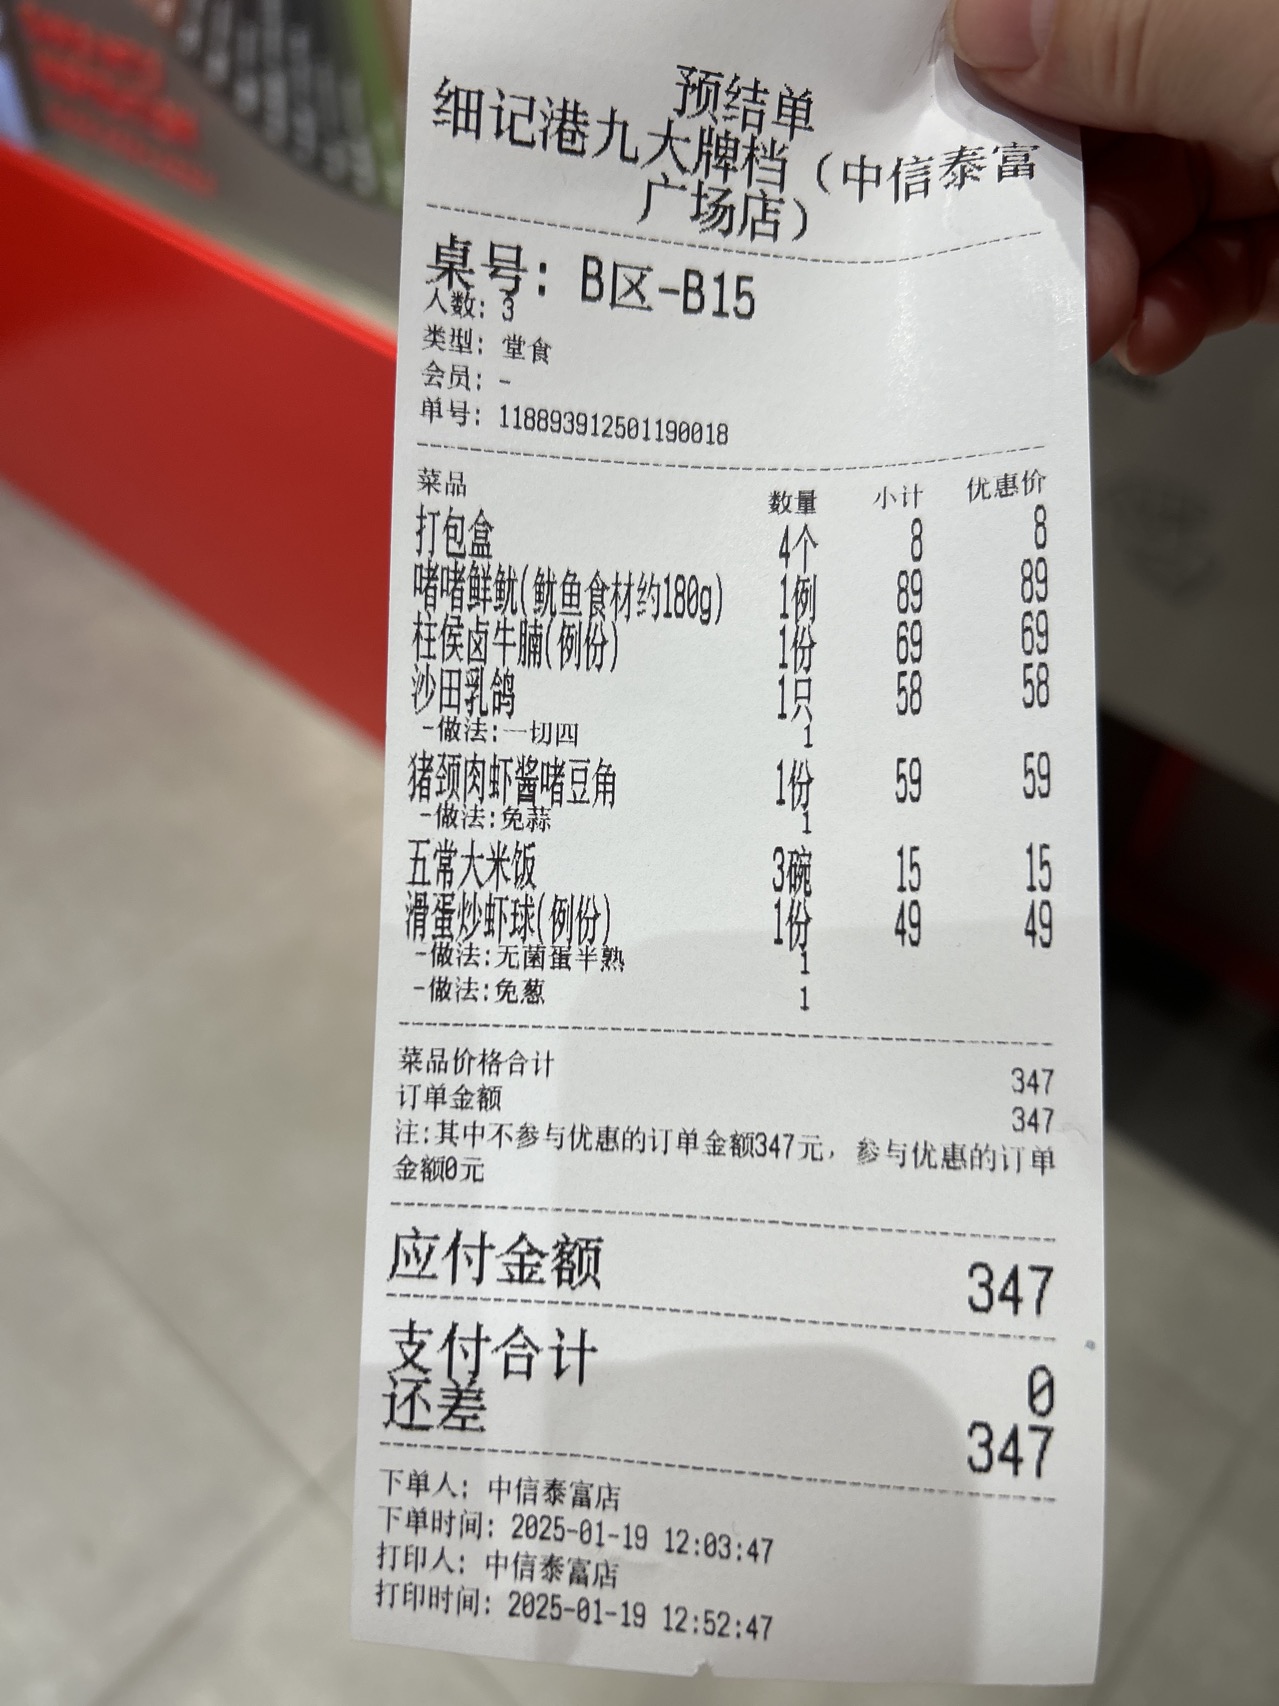 预结单
细记港九大牌档（中信泰富
广场店）
桌号: B区-B15
人数: 3
类型: 堂食
会员: -
单号: 118893912501190018
菜品 数量 小计 优惠价
打包盒 4个 8 8
啫啫鲜鱿(鱿鱼食材约180g) 1例 89 89
柱侯卤牛腩(例份) 1份 69 69
沙田乳鸽 1只 58 58
-做法:一切四 1
猪颈肉虾酱啫豆角 1份 59 59
-做法:免蒜 1
五常大米饭 3碗 15 15
滑蛋炒虾球(例份) 1份 49 49
-做法:无菌蛋半熟 1
-做法:免葱 1
菜品价格合计 347
订单金额 347
注:其中不参与优惠的订单金额347元，参与优惠的订单
金额0元
应付金额 347
支付合计 0
还差 347
下单人: 中信泰富店
下单时间: 2025-01-19 12:03:47
打印人: 中信泰富店
打印时间: 2025-01-19 12:52:47